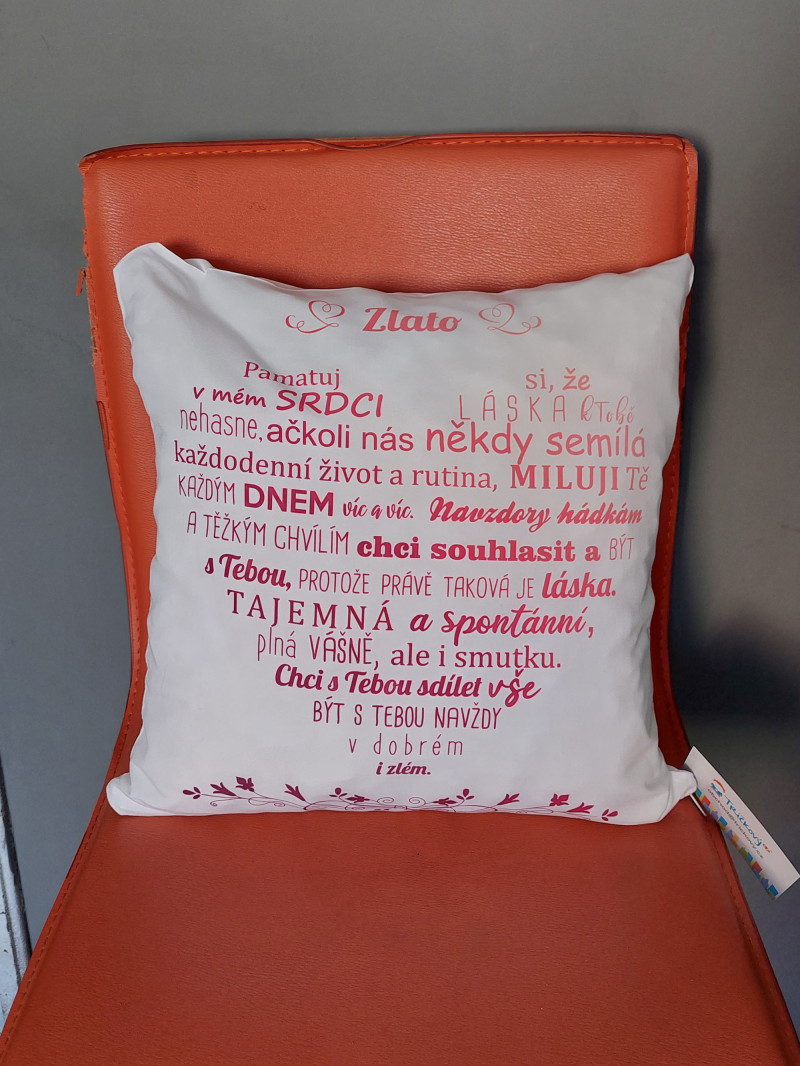 Zlato
Pamatuj si, že
v mém SRDCI LÁSKA k Tobě
nehasne, ačkoli nás někdy semílá
každodenní život a rutina, MILUJI Tě
KAŽDÝM DNEM víc a víc. Navzdory hádkám
A TĚŽKÝM CHVÍLÍM chci souhlasit a BÝT
s Tebou, PROTOŽE PRÁVĚ TAKOVÁ JE láska.
TAJEMNÁ a spontánní,
plná VÁŠNĚ, ale i smutku.
Chci s Tebou sdílet vše
BÝT S TEBOU NAVŽDY
v dobrém
i zlém.